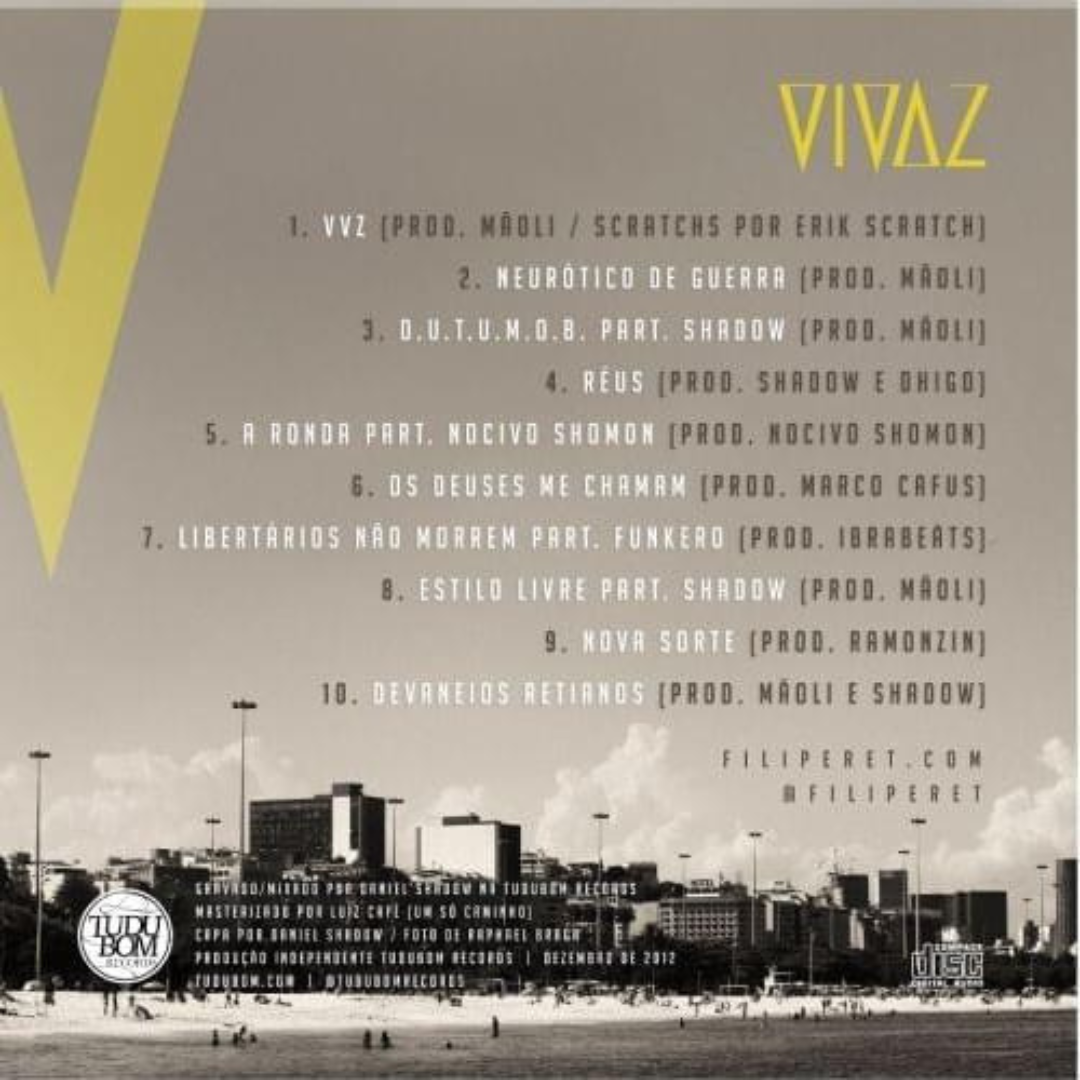 VIVAZ
1. VVZ [PROD. MÃOLI / SCRATCHS POR ERIK SCRATCH]
2. NEURÓTICO DE GUERRA [PROD. MÃOLI]
3. D.U.T.U.M.O.B. PART. SHADOW [PROD. MÃOLI]
4. RÉUS [PROD. SHADOW E DHIGO]
5. A RONDA PART. NOCIVO SHOMON [PROD. NOCIVO SHOMON]
6. OS DEUSES ME CHAMAM [PROD. MARCO CAFUS]
7. LIBERTÁRIOS NÃO MORREM PART. FUNKERO [PROD. IBRABEATS]
8. ESTILO LIVRE PART. SHADOW [PROD. MÃOLI]
9. NOVA SORTE [PROD. RAMONZIN]
10. DEVANEIOS RETIANOS [PROD. MÃOLI E SHADOW]
FILIPERET.COM
@FILIPERET
GRAVADO/MIXADO POR DANIEL SHADOW NA TUDUBOM RECORDS
MASTERIZADO POR LUIZ CAFÉ [UM SÓ CAMINHO]
CAPA POR DANIEL SHADOW / FOTO DE RAPHAEL BRAGA
PRODUÇÃO INDEPENDENTE TUDUBOM RECORDS | DEZEMBRO DE 2012
TUDUBOM.COM | @TUDUBOMRECORDS
TUDU
BOM
RECORDS
COMPACT
DISC
DIGITAL AUDIO